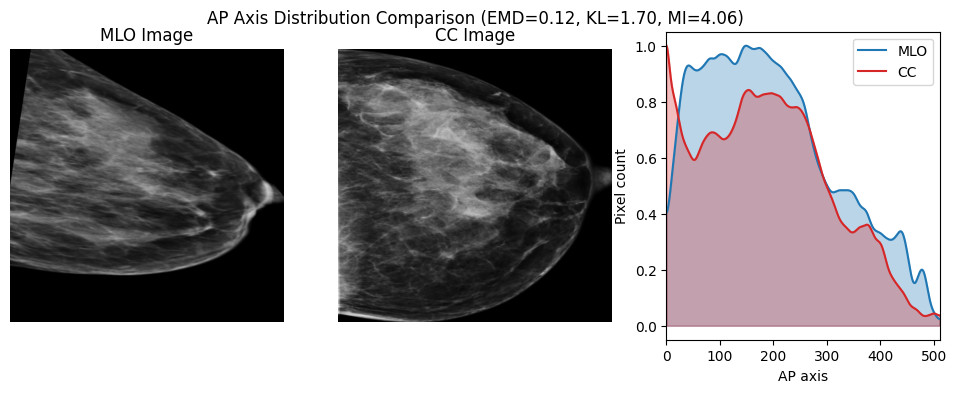 AP Axis Distribution Comparison (EMD=0.12, KL=1.70, MI=4.06)
MLO Image
CC Image
MLO
CC
Pixel count
1.0
0.8
0.6
0.4
0.2
0.0
0 100 200 300 400 500
AP axis